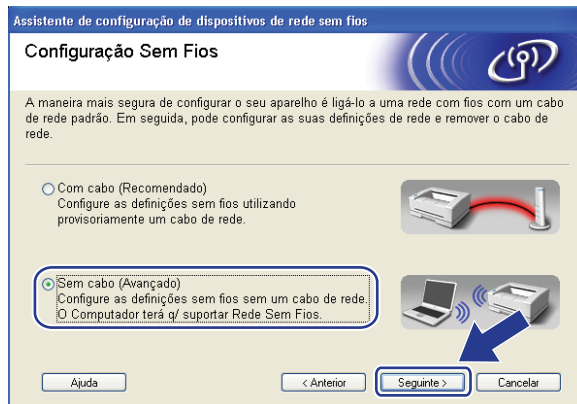 Assistente de configuração de dispositivos de rede sem fios
Configuração Sem Fios
A maneira mais segura de configurar o seu aparelho é ligá-lo a uma rede com fios com um cabo
de rede padrão. Em seguida, pode configurar as suas definições de rede e remover o cabo de
rede.
Com cabo (Recomendado)
Configure as definições sem fios utilizando
provisoriamente um cabo de rede.
Sem cabo (Avançado)
Configure as definições sem fios sem um cabo de rede.
O Computador terá q/ suportar Rede Sem Fios.
Ajuda
< Anterior
Seguinte >
Cancelar